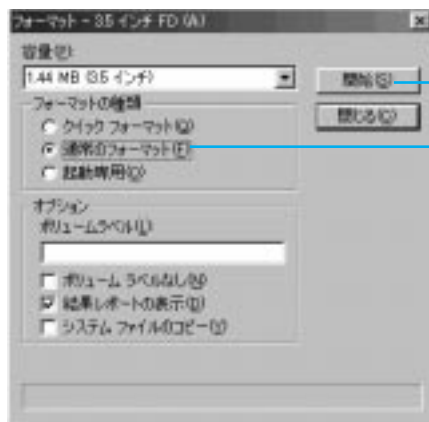 フォーマット - 3.5 インチ FD (A)
容量(P):
1.44 MB (3.5 インチ)
開始(S)
フォーマットの種類
閉じる(C)
クイック フォーマット(Q)
通常のフォーマット(F)
起動専用(O)
オプション
ボリュームラベル(L)
ボリューム ラベルなし(N)
結果レポートの表示(D)
システム ファイルのコピー(Y)